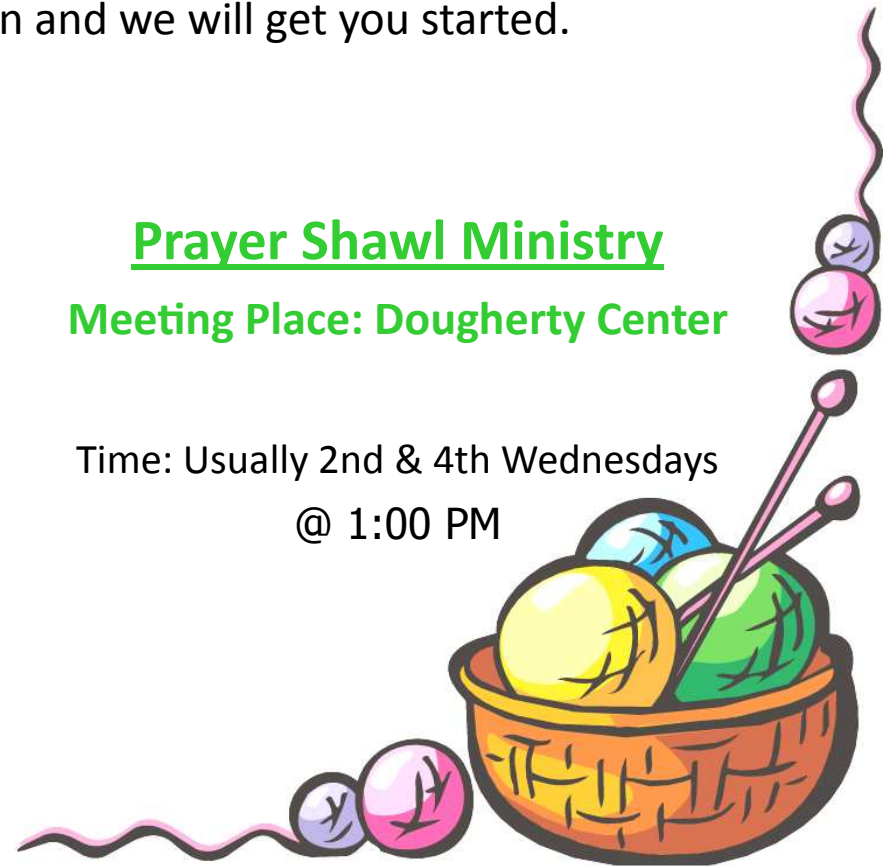 n and we will get you started.
Prayer Shawl Ministry
Meeting Place: Dougherty Center
Time: Usually 2nd & 4th Wednesdays
@ 1:00 PM